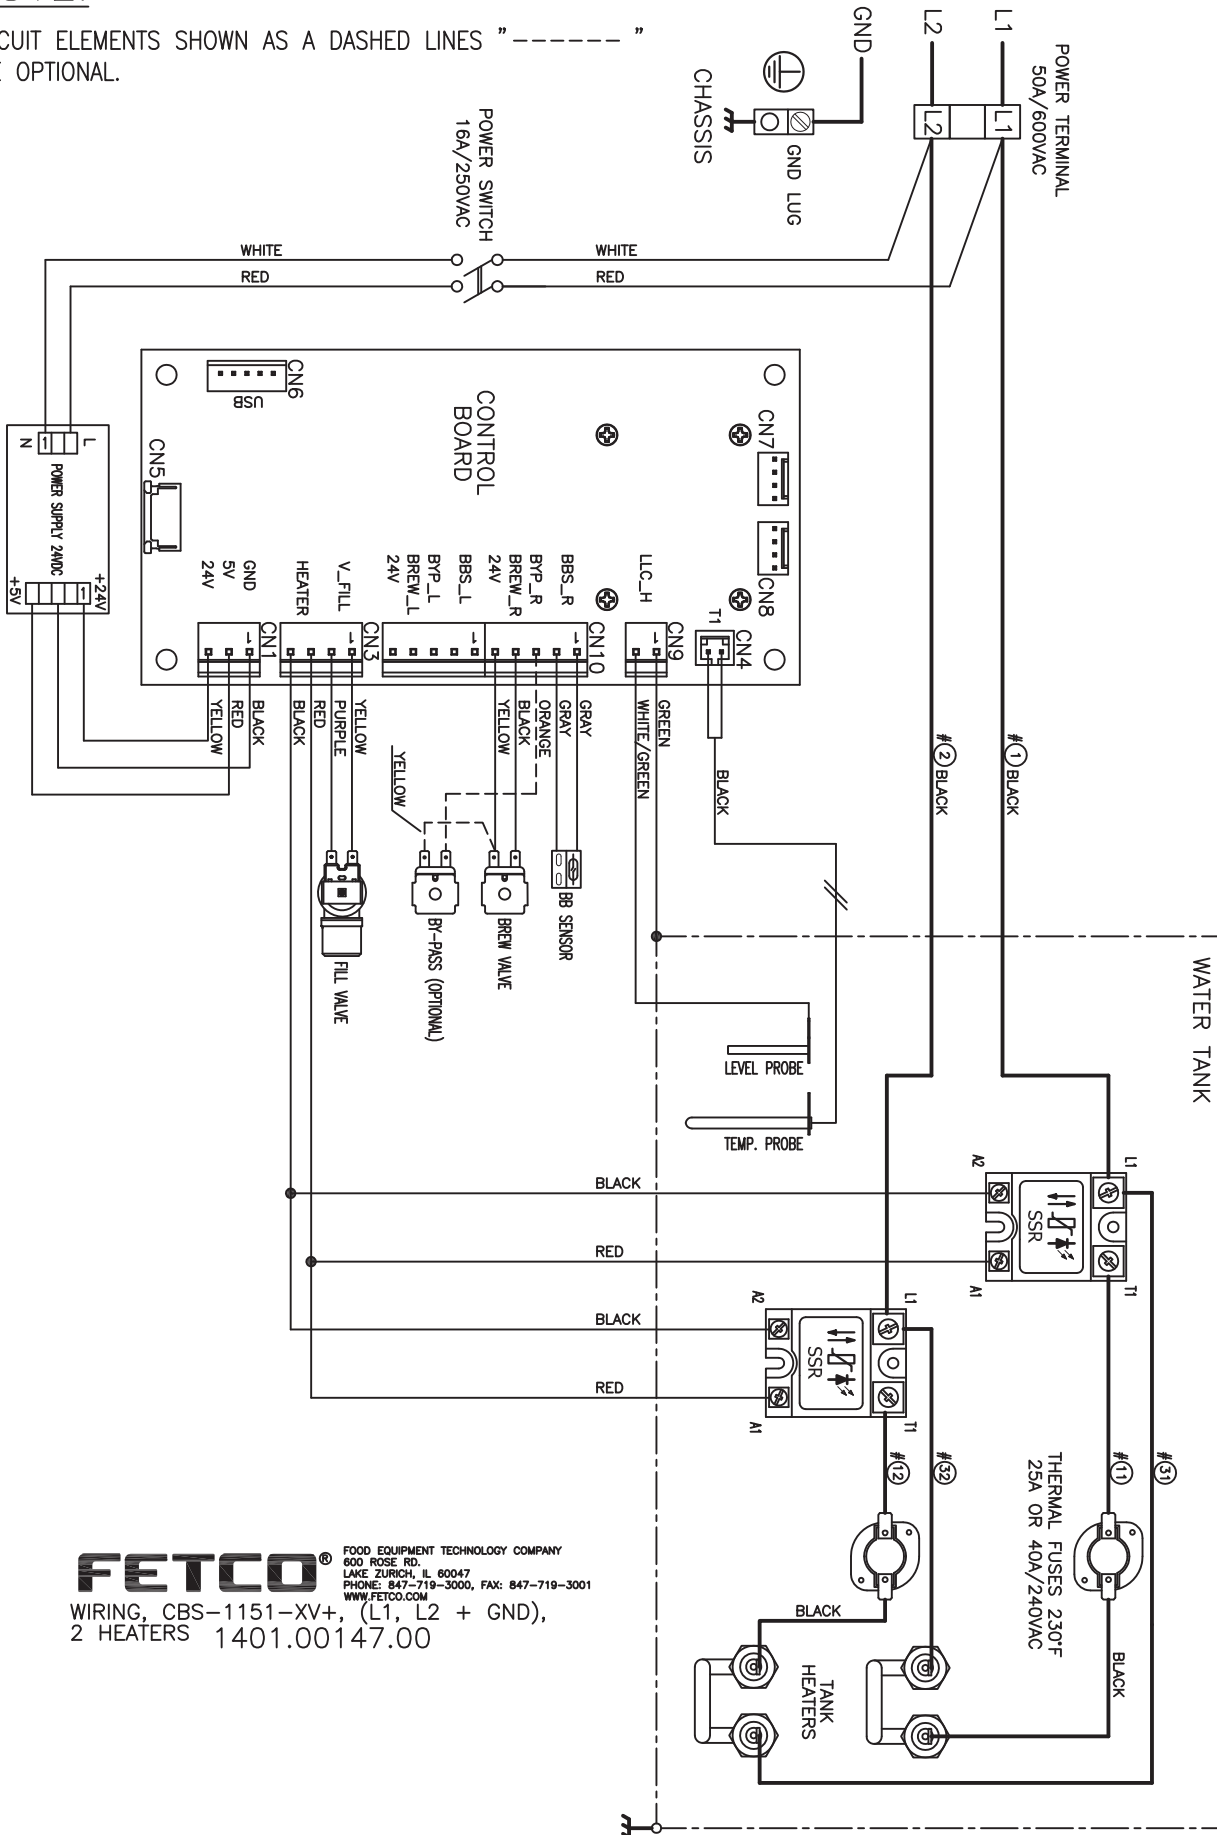 CUIT ELEMENTS SHOWN AS A DASHED LINES "------ "
OPTIONAL.
L1
L2
GND
POWER TERMINAL
50A/600VAC
L1
L2
GND LUG
CHASSIS
POWER SWITCH
16A/250VAC
WHITE
WHITE
RED
RED
CN6
USB
CONTROL
BOARD
CN7
CN8
CN5
L
1
N
POWER SUPPLY 24VDC
+24V
1
+5V
GND
5V
24V
1
CN1
V_FILL
HEATER
1
CN3
BBS_R
BYP_R
BREW_R
24V
BBS_L
BYP_L
BREW_L
24V
1
1
CN10
LLC_H
1
CN9
T1
CN4
BLACK
RED
YELLOW
YELLOW
PURPLE
RED
BLACK
GRAY
GRAY
ORANGE
BLACK
YELLOW
GREEN
WHITE/GREEN
BLACK
YELLOW
#1 BLACK
#2 BLACK
FILL VALVE
BY-PASS (OPTIONAL)
BREW VALVE
BB SENSOR
WATER TANK
LEVEL PROBE
TEMP. PROBE
BLACK
RED
BLACK
RED
A2
L1
SSR
A1
T1
A2
L1
SSR
A1
T1
#31
#11
#32
#12
THERMAL FUSES 230°F
25A OR 40A/240VAC
BLACK
BLACK
TANK
HEATERS
FETCO®
FOOD EQUIPMENT TECHNOLOGY COMPANY
600 ROSE RD.
LAKE ZURICH, IL 60047
PHONE: 847-719-3000, FAX: 847-719-3001
WWW.FETCO.COM
WIRING, CBS-1151-XV+, (L1, L2 + GND),
2 HEATERS 1401.00147.00